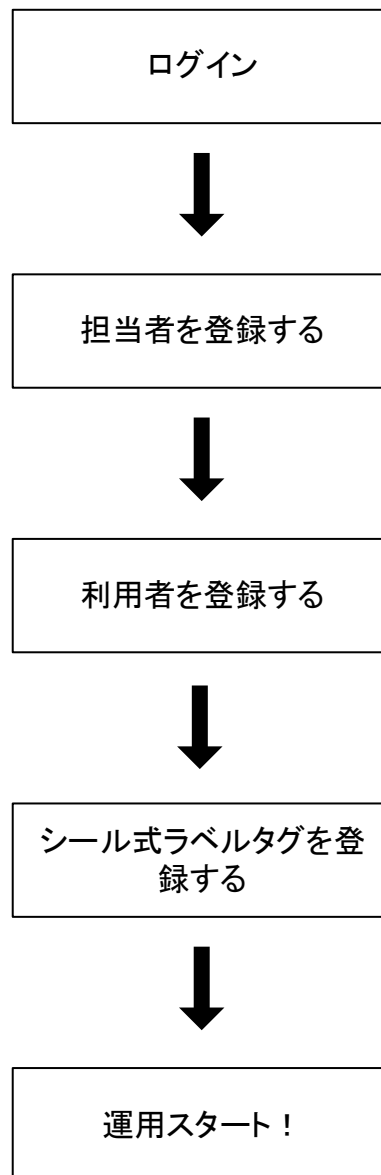 ログイン
担当者を登録する
利用者を登録する
シール式ラベルタグを登
録する
運用スタート！